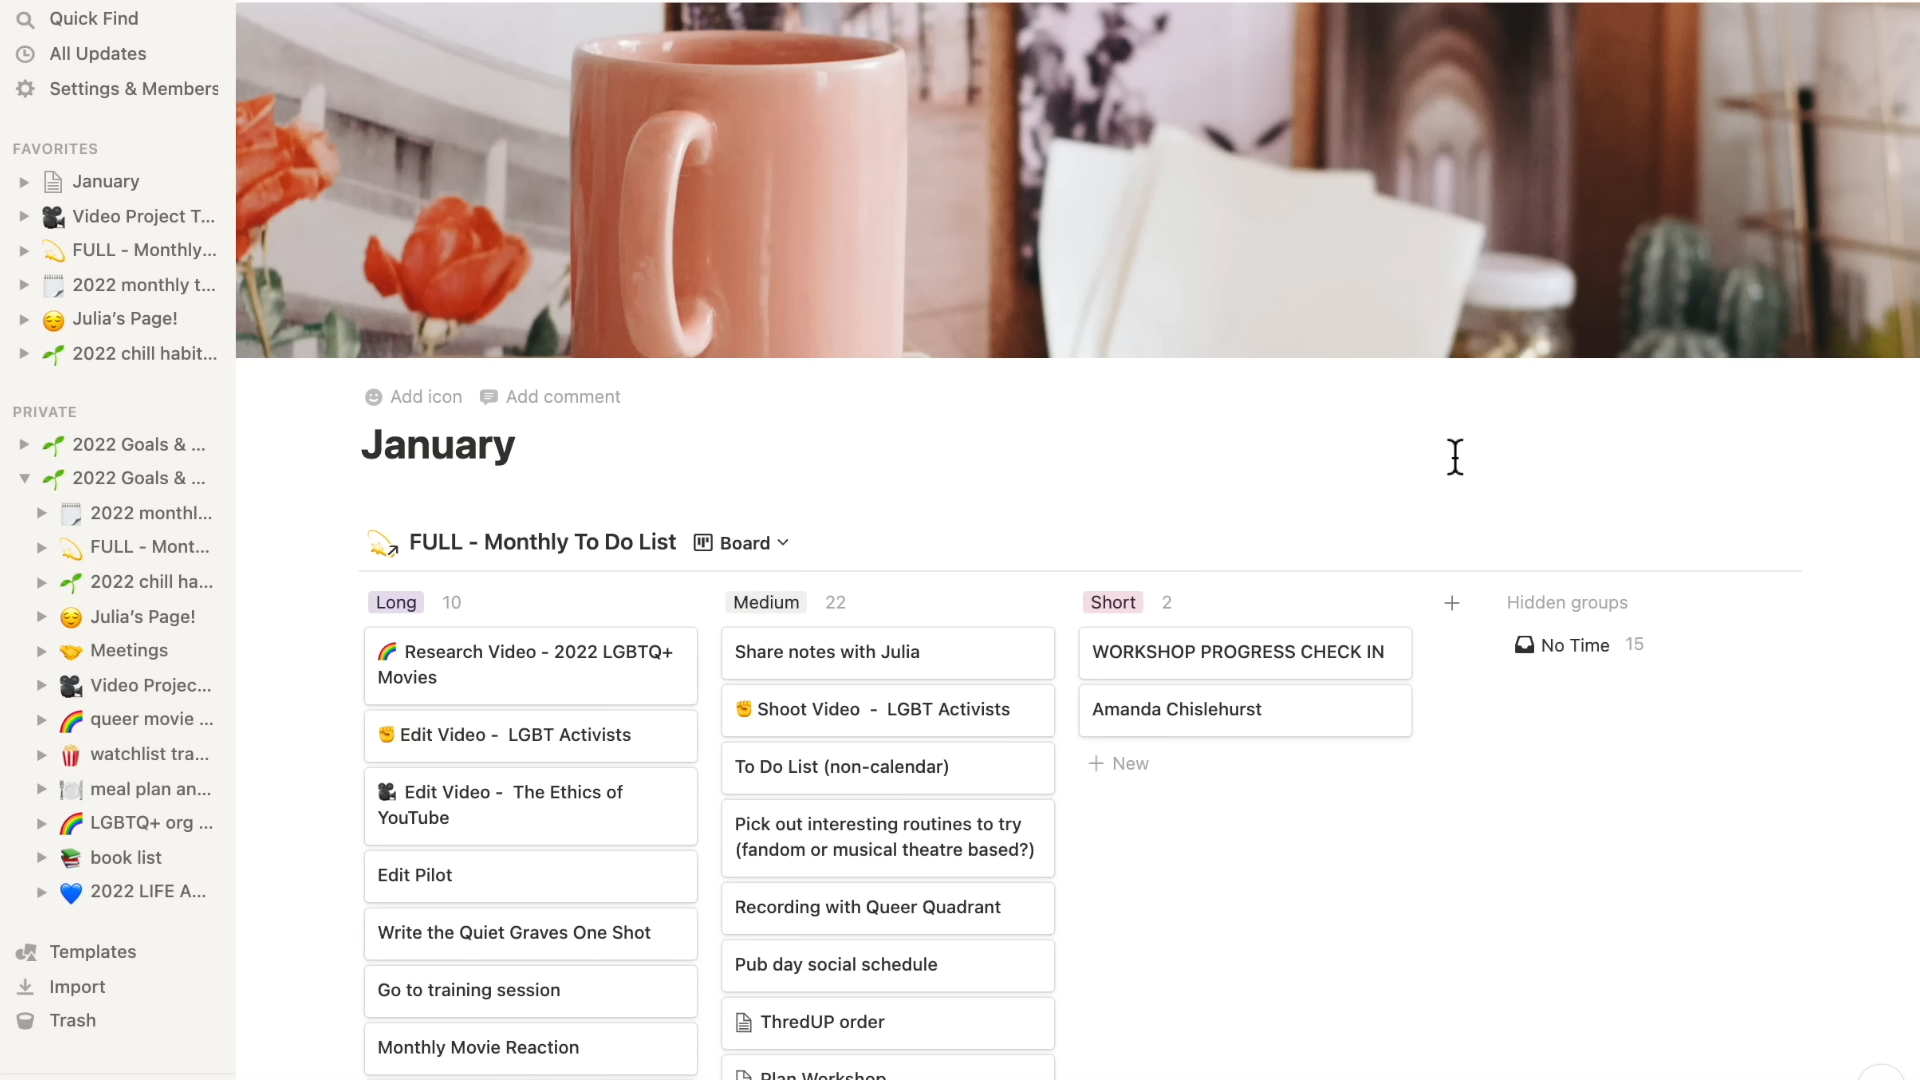 Quick Find
All Updates
Settings & Members
FAVORITES
January
Video Project T...
FULL - Monthly...
2022 monthly t...
Julia's Page!
2022 chill habit...
PRIVATE
2022 Goals & ...
2022 Goals & ...
2022 monthl...
FULL - Mont...
2022 chill ha...
Julia's Page!
Meetings
Video Projec...
queer movie ...
watchlist tra...
meal plan an...
LGBTQ+ org ...
book list
2022 LIFE A...
Templates
Import
Trash
Add icon Add comment
January
FULL - Monthly To Do List Board
Long 10
Research Video - 2022 LGBTQ+
Movies
Edit Video - LGBT Activists
Edit Video - The Ethics of
YouTube
Edit Pilot
Write the Quiet Graves One Shot
Go to training session
Monthly Movie Reaction
Medium 22
Share notes with Julia
Shoot Video - LGBT Activists
To Do List (non-calendar)
Pick out interesting routines to try
(fandom or musical theatre based?)
Recording with Queer Quadrant
Pub day social schedule
ThredUP order
Plan Workshop
Short 2
WORKSHOP PROGRESS CHECK IN
Amanda Chislehurst
+ New
+
Hidden groups
No Time 15